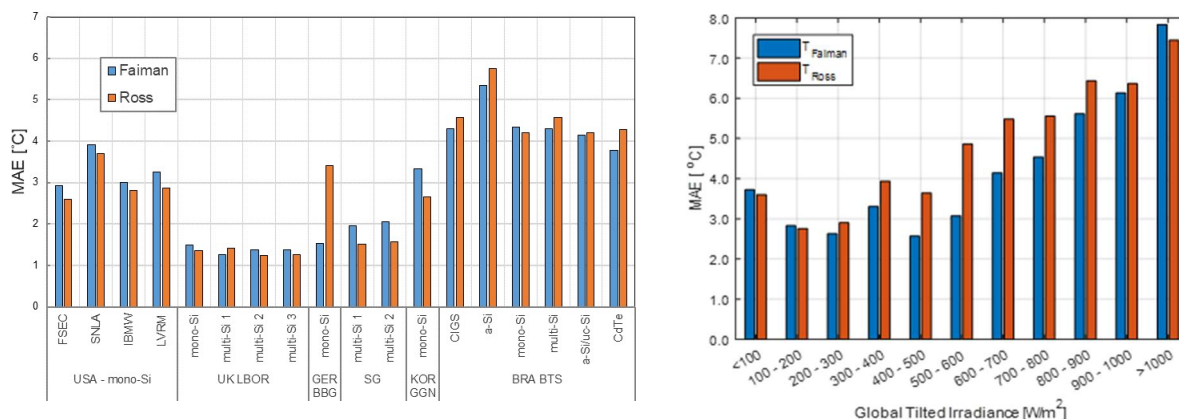 7
6
5
4
3
2
1
0
MAE [°C]
Faiman
Ross
FSEC
SNLA
IBMW
LVRM
mono-Si
multi-Si 1
multi-Si 2
multi-Si 3
mono-Si
multi-Si 1
multi-Si 2
mono-Si
CIGS
a-Si
mono-Si
multi-Si
a-Si/uc-Si
CdTe
USA - mono-Si
UK LBOR
GER BBG
SG
KOR GGN
BRA BTS
8.0
7.0
6.0
5.0
4.0
3.0
2.0
1.0
0.0
MAE [ °C]
T Faiman
T Ross
<100
100 - 200
200 - 300
300 - 400
400 - 500
500 - 600
600 - 700
700 - 800
800 - 900
900 - 1000
>1000
Global Tilted Irradiance [W/m²]